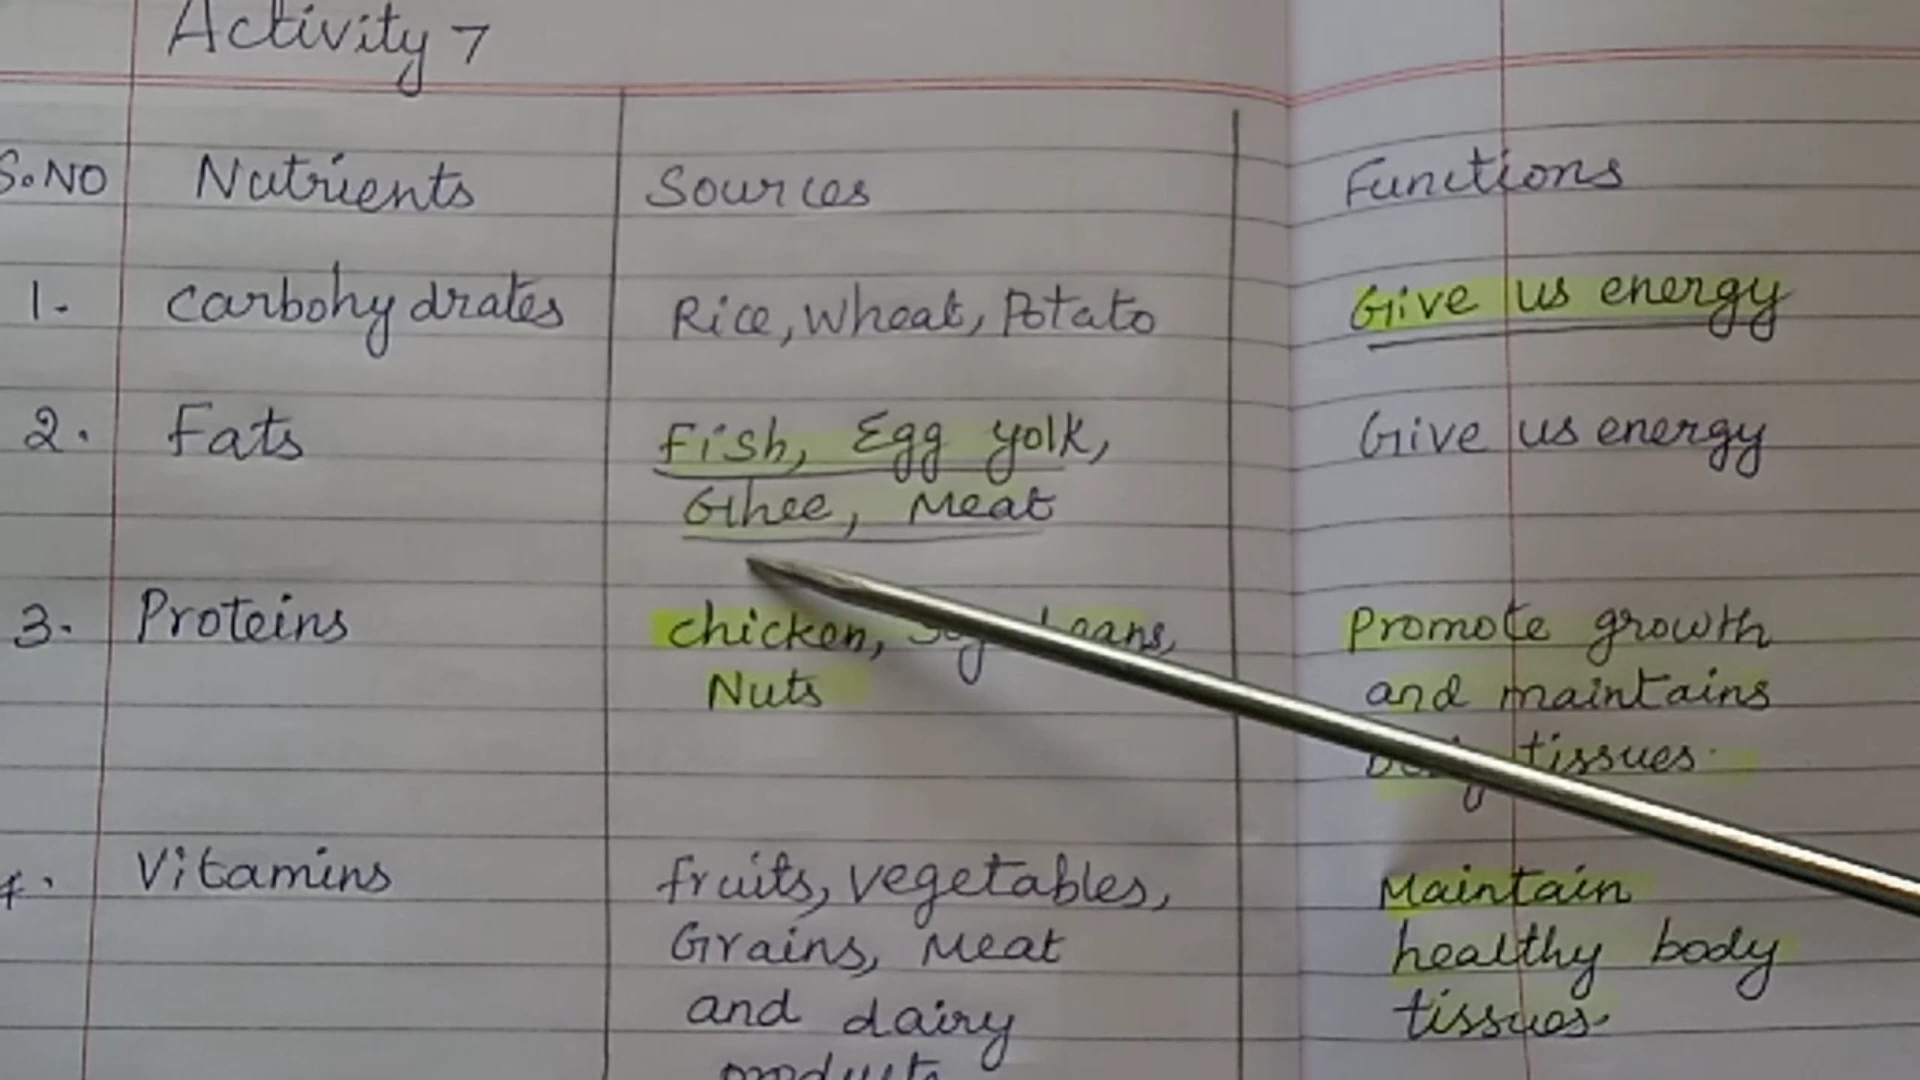 Activity 7
S.NO Nutrients Sources Functions
1. Carbohydrates Rice, Wheat, Potato Give us energy
2. Fats Fish, Egg yolk, Give us energy
Ghee, Meat
3. Proteins chicken, beans, Promote growth
Nuts and maintains
tissues.
Vitamins fruits, vegetables, Maintain
Grains, Meat healthy body
and dairy tissues.
products